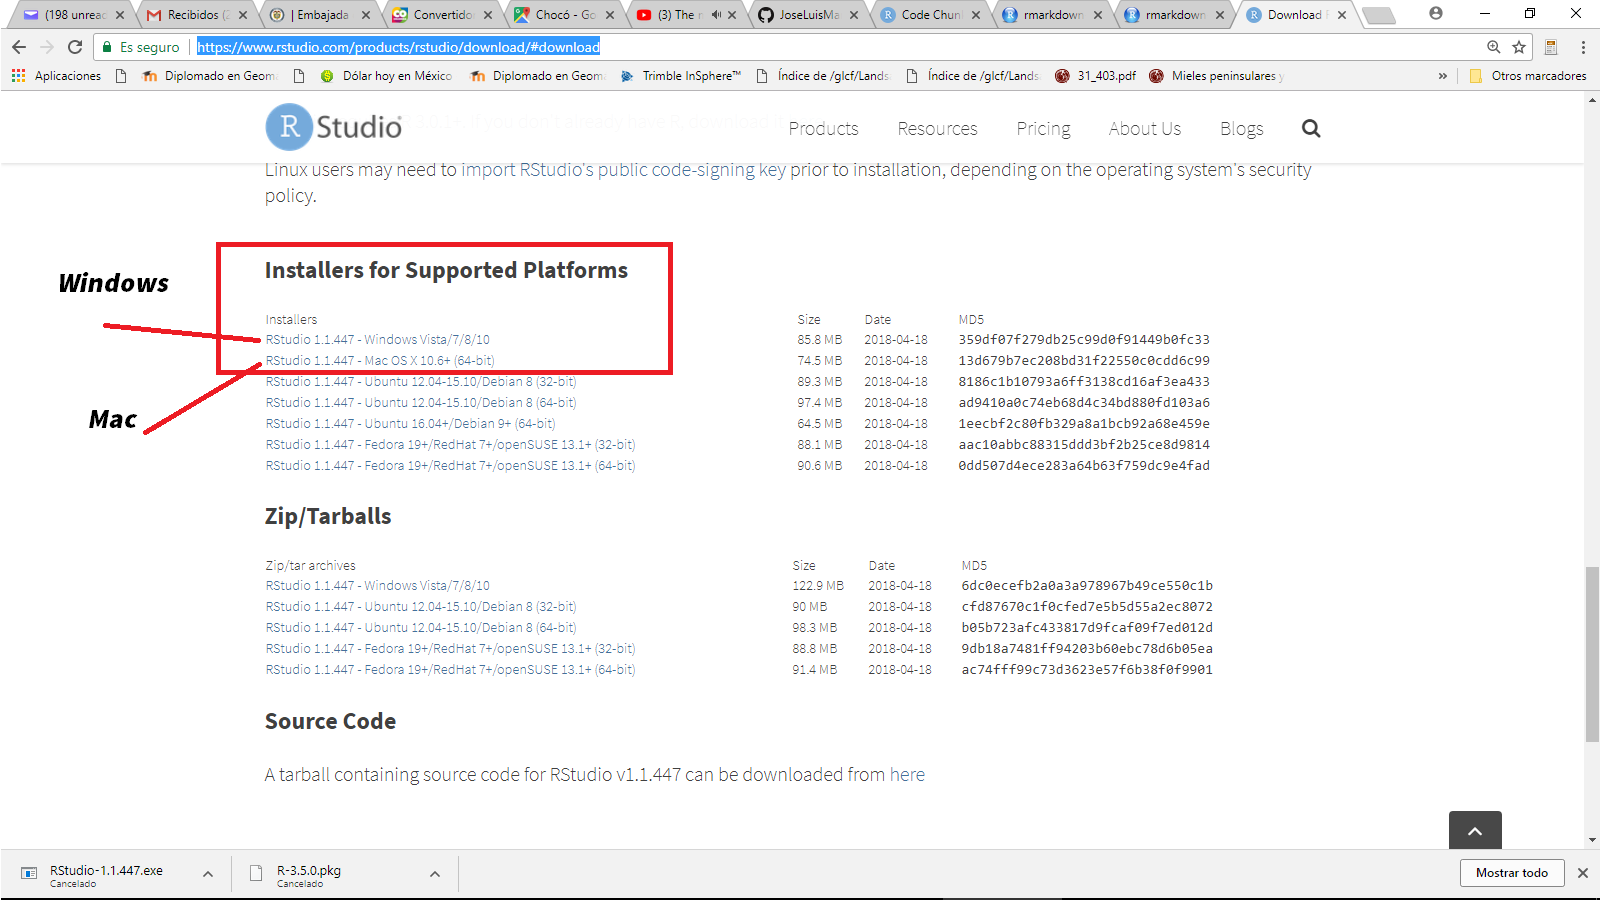 (198 unreac
Recibidos (2
| Embajada
Convertido
Chocó - Go
(3) The n
JoseLuisMa
Code Chun
rmarkdown
rmarkdown
Download R
Es seguro
https://www.rstudio.com/products/rstudio/download/#download
Aplicaciones
Diplomado en Geom
Dólar hoy en México
Diplomado en Geom
Trimble InSphere™
Índice de /glcf/Lands
Índice de /glcf/Lands
31_403.pdf
Mieles peninsulares y
»
Otros marcadores
R Studio
Products
Resources
Pricing
About Us
Blogs
Linux users may need to import RStudio's public code-signing key prior to installation, depending on the operating system's security
policy.
Windows
Mac
Installers for Supported Platforms
Installers Size Date MD5
RStudio 1.1.447 - Windows Vista/7/8/10 85.8 MB 2018-04-18 359df07f279db25c99d0f91449b0fc33
RStudio 1.1.447 - Mac OS X 10.6+ (64-bit) 74.5 MB 2018-04-18 13d679b7ec208bd31f22550c0cdd6c99
RStudio 1.1.447 - Ubuntu 12.04-15.10/Debian 8 (32-bit) 89.3 MB 2018-04-18 8186c1b10793a6ff3138cd16af3ea433
RStudio 1.1.447 - Ubuntu 12.04-15.10/Debian 8 (64-bit) 97.4 MB 2018-04-18 ad9410a0c74eb68d4c34bd880fd103a6
RStudio 1.1.447 - Ubuntu 16.04+/Debian 9+ (64-bit) 64.5 MB 2018-04-18 1eecbf2c80fb329a8a1bcb92a68e459e
RStudio 1.1.447 - Fedora 19+/RedHat 7+/openSUSE 13.1+ (32-bit) 88.1 MB 2018-04-18 aac10abbc88315ddd3bf2b25ce8d9814
RStudio 1.1.447 - Fedora 19+/RedHat 7+/openSUSE 13.1+ (64-bit) 90.6 MB 2018-04-18 0dd507d4ece283a64b63f759dc9e4fad
Zip/Tarballs
Zip/tar archives Size Date MD5
RStudio 1.1.447 - Windows Vista/7/8/10 122.9 MB 2018-04-18 6dc0ecefb2a0a3a978967b49ce550c1b
RStudio 1.1.447 - Ubuntu 12.04-15.10/Debian 8 (32-bit) 90 MB 2018-04-18 cfd87670c1f0cfed7e5b5d55a2ec8072
RStudio 1.1.447 - Ubuntu 12.04-15.10/Debian 8 (64-bit) 98.3 MB 2018-04-18 b05b723afc433817d9fcaf09f7ed012d
RStudio 1.1.447 - Fedora 19+/RedHat 7+/openSUSE 13.1+ (32-bit) 88.8 MB 2018-04-18 9db18a7481ff94203b60ebc78d6b05ea
RStudio 1.1.447 - Fedora 19+/RedHat 7+/openSUSE 13.1+ (64-bit) 91.4 MB 2018-04-18 ac74fff99c73d3623e57f6b38f0f9901
Source Code
A tarball containing source code for RStudio v1.1.447 can be downloaded from here
RStudio-1.1.447.exe
Cancelado
R-3.5.0.pkg
Cancelado
Mostrar todo